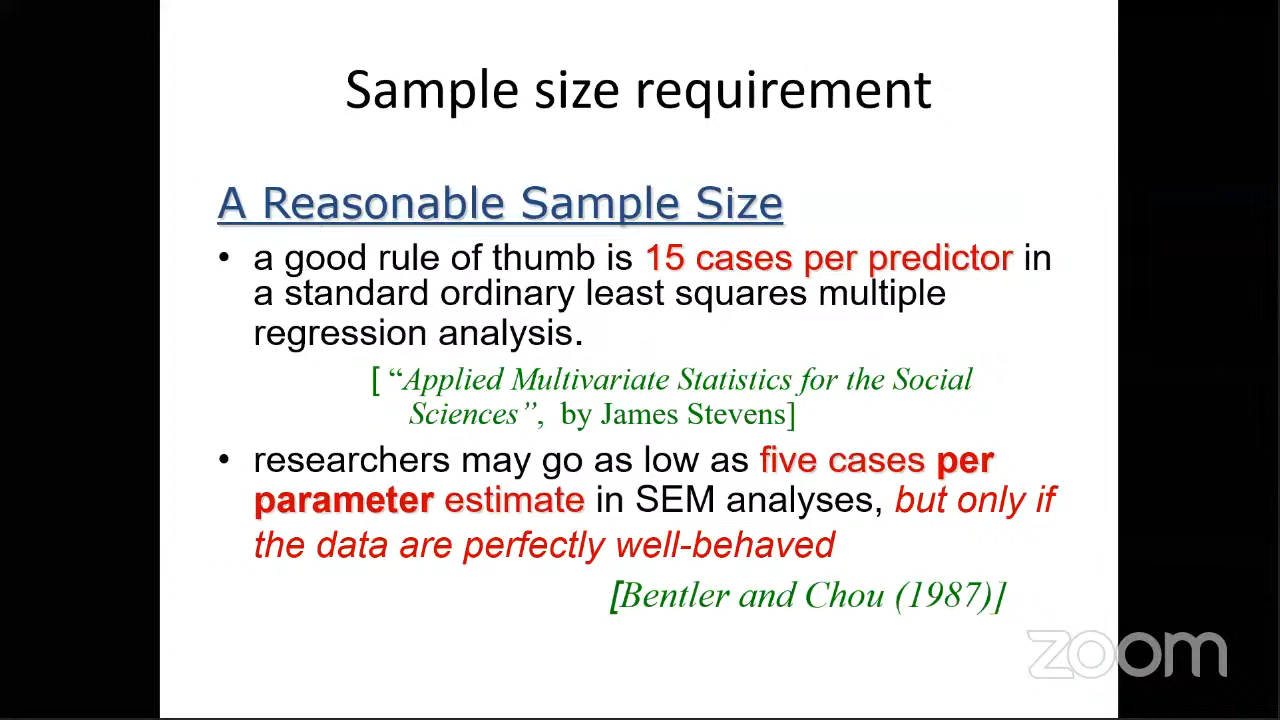 Sample size requirement
A Reasonable Sample Size
• a good rule of thumb is 15 cases per predictor in
a standard ordinary least squares multiple
regression analysis.
[ “Applied Multivariate Statistics for the Social
Sciences”, by James Stevens]
• researchers may go as low as five cases per
parameter estimate in SEM analyses, but only if
the data are perfectly well-behaved
[Bentler and Chou (1987)]
zoom